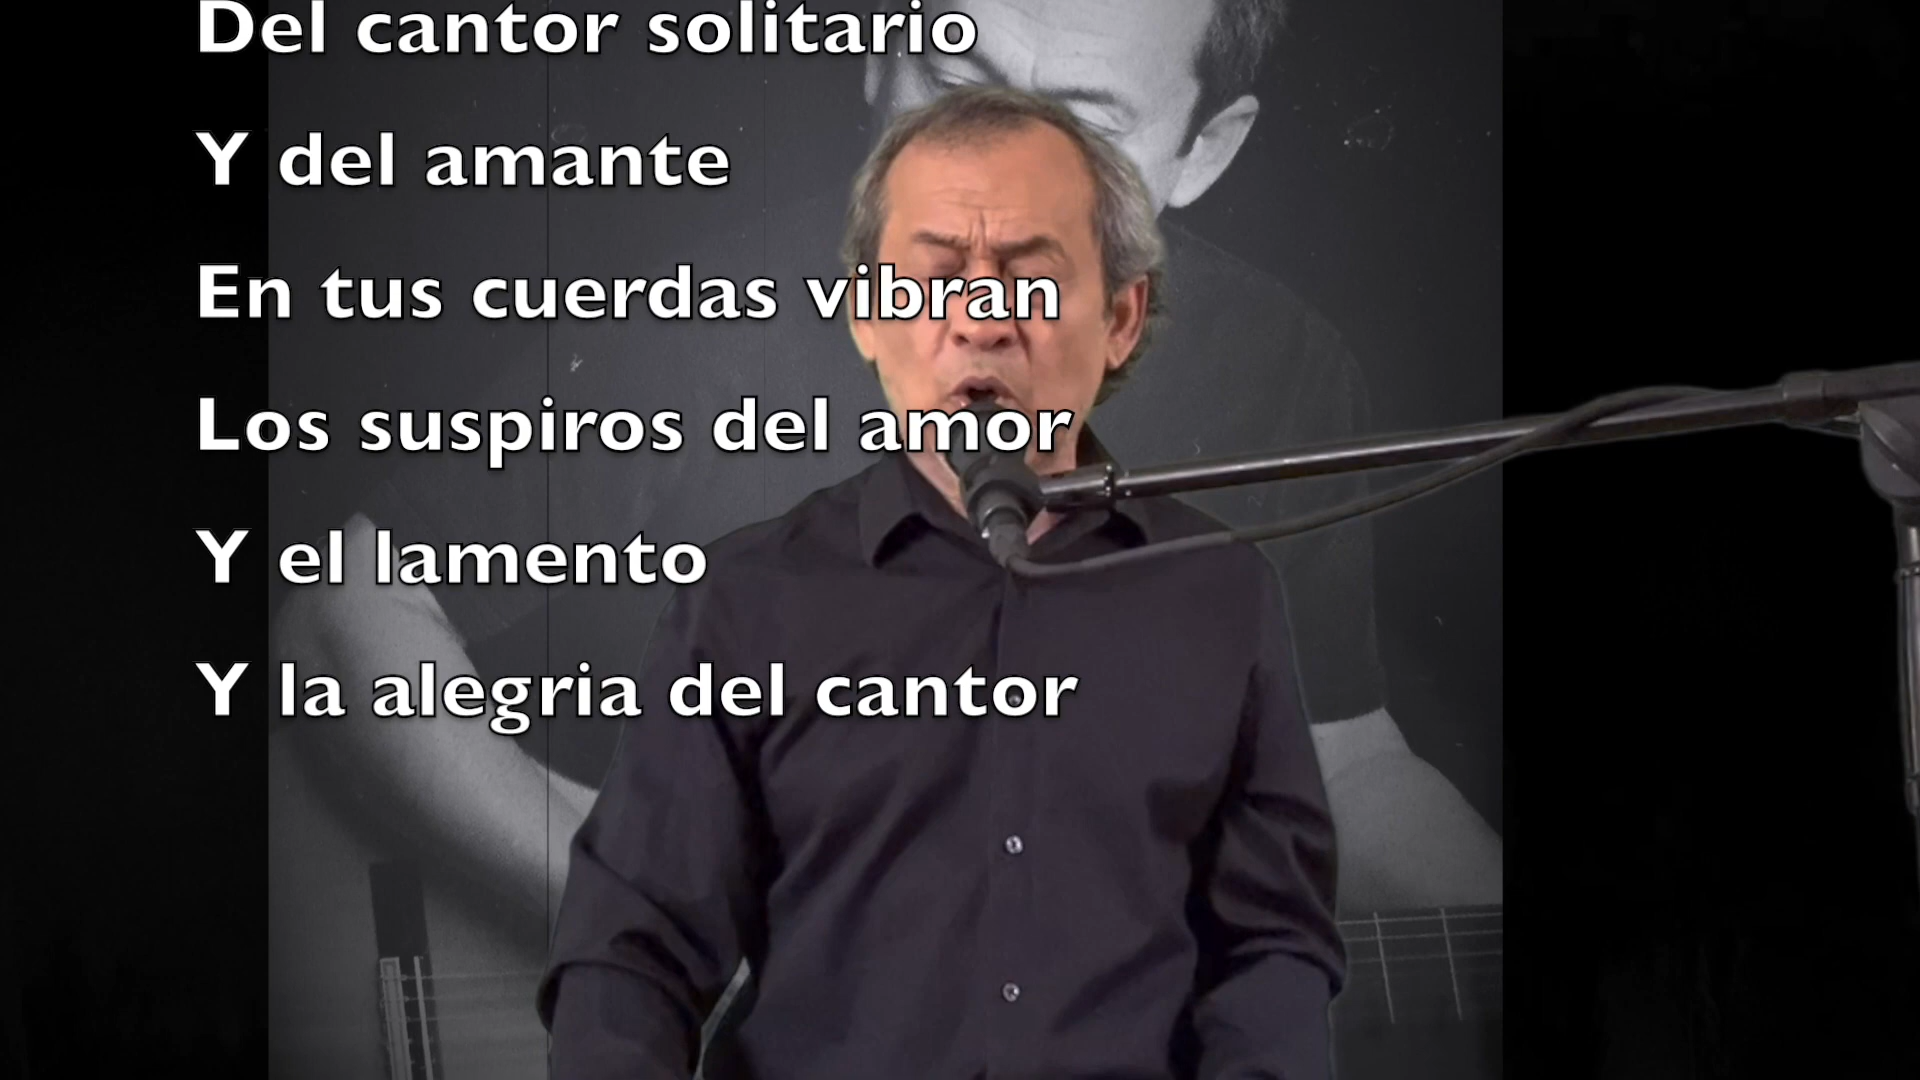 Del cantor solitario
Y del amante
En tus cuerdas vibran
Los suspiros del amor
Y el lamento
Y la alegria del cantor